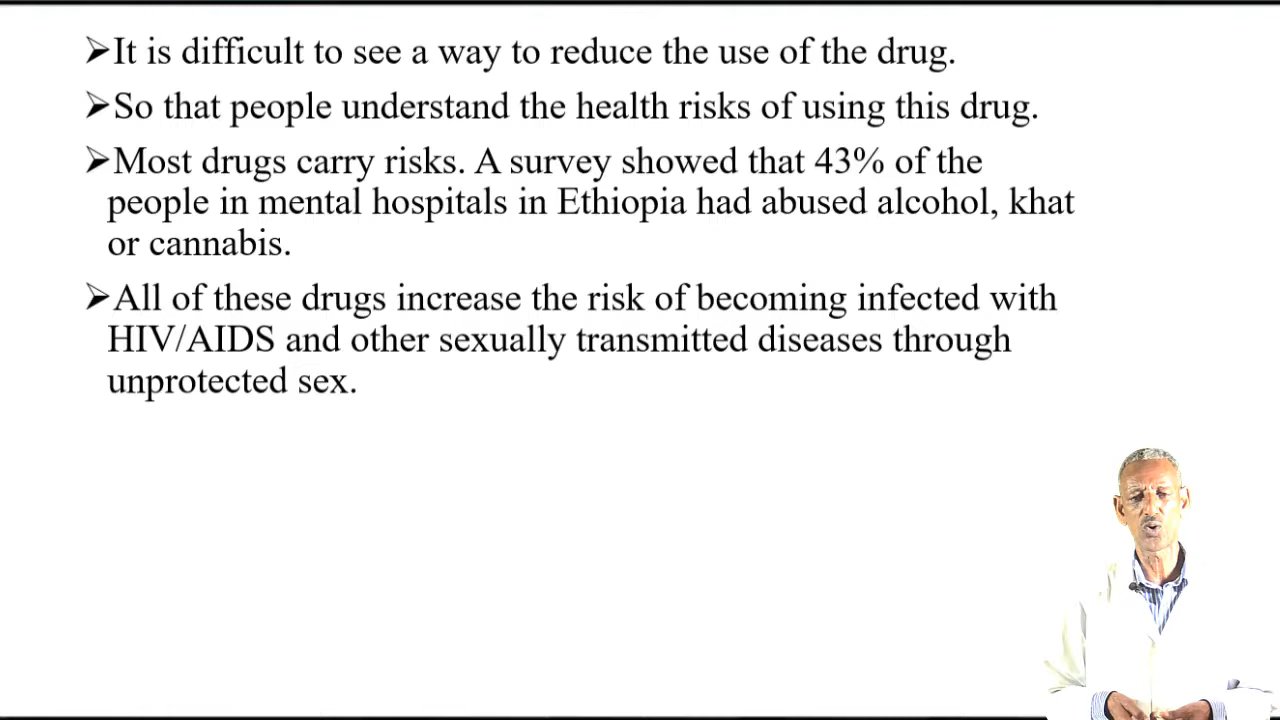 ➢It is difficult to see a way to reduce the use of the drug.
➢So that people understand the health risks of using this drug.
➢Most drugs carry risks. A survey showed that 43% of the
people in mental hospitals in Ethiopia had abused alcohol, khat
or cannabis.
➢All of these drugs increase the risk of becoming infected with
HIV/AIDS and other sexually transmitted diseases through
unprotected sex.